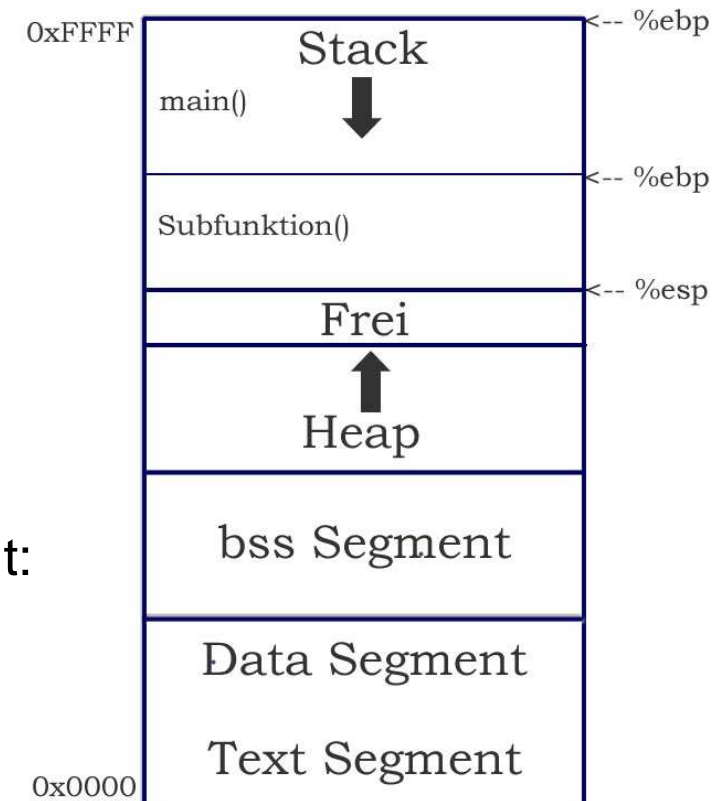 0xFFFF
<-- %ebp
Stack
main()
<-- %ebp
Subfunktion()
<-- %esp
Frei
Heap
bss Segment
t:
Data Segment
Text Segment
0x0000